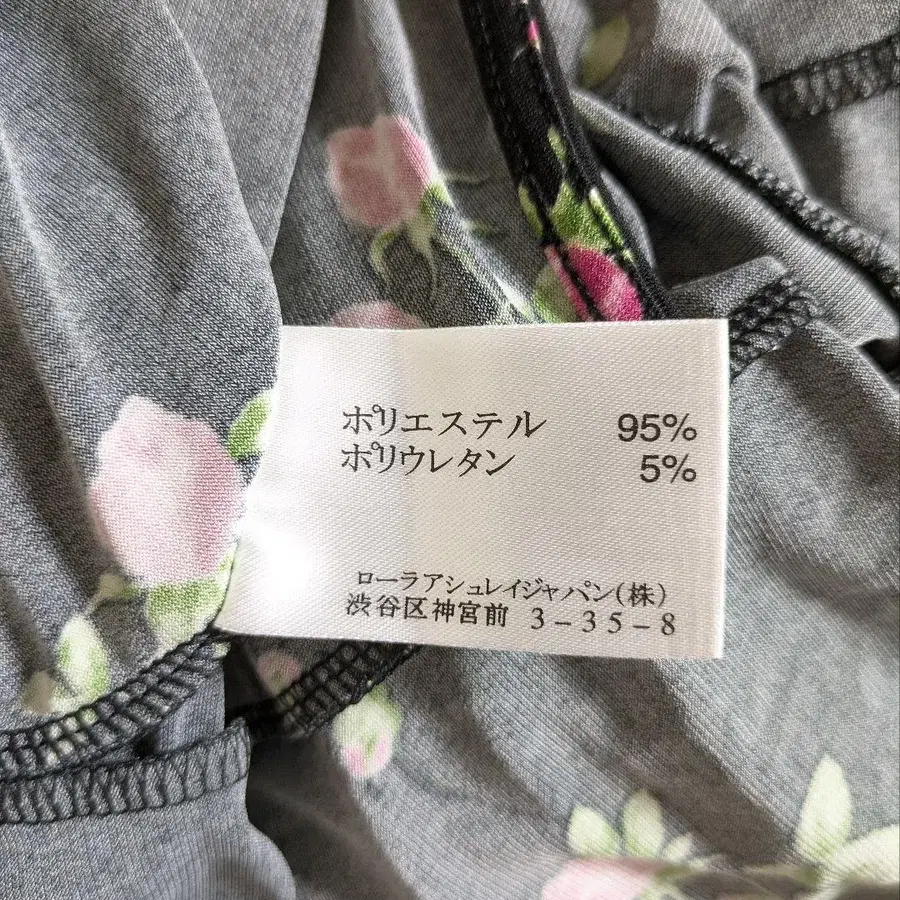 ポリエステル 95%
ポリウレタン 5%
ローラアシュレイジャパン(株)
渋谷区神宮前 3-35-8